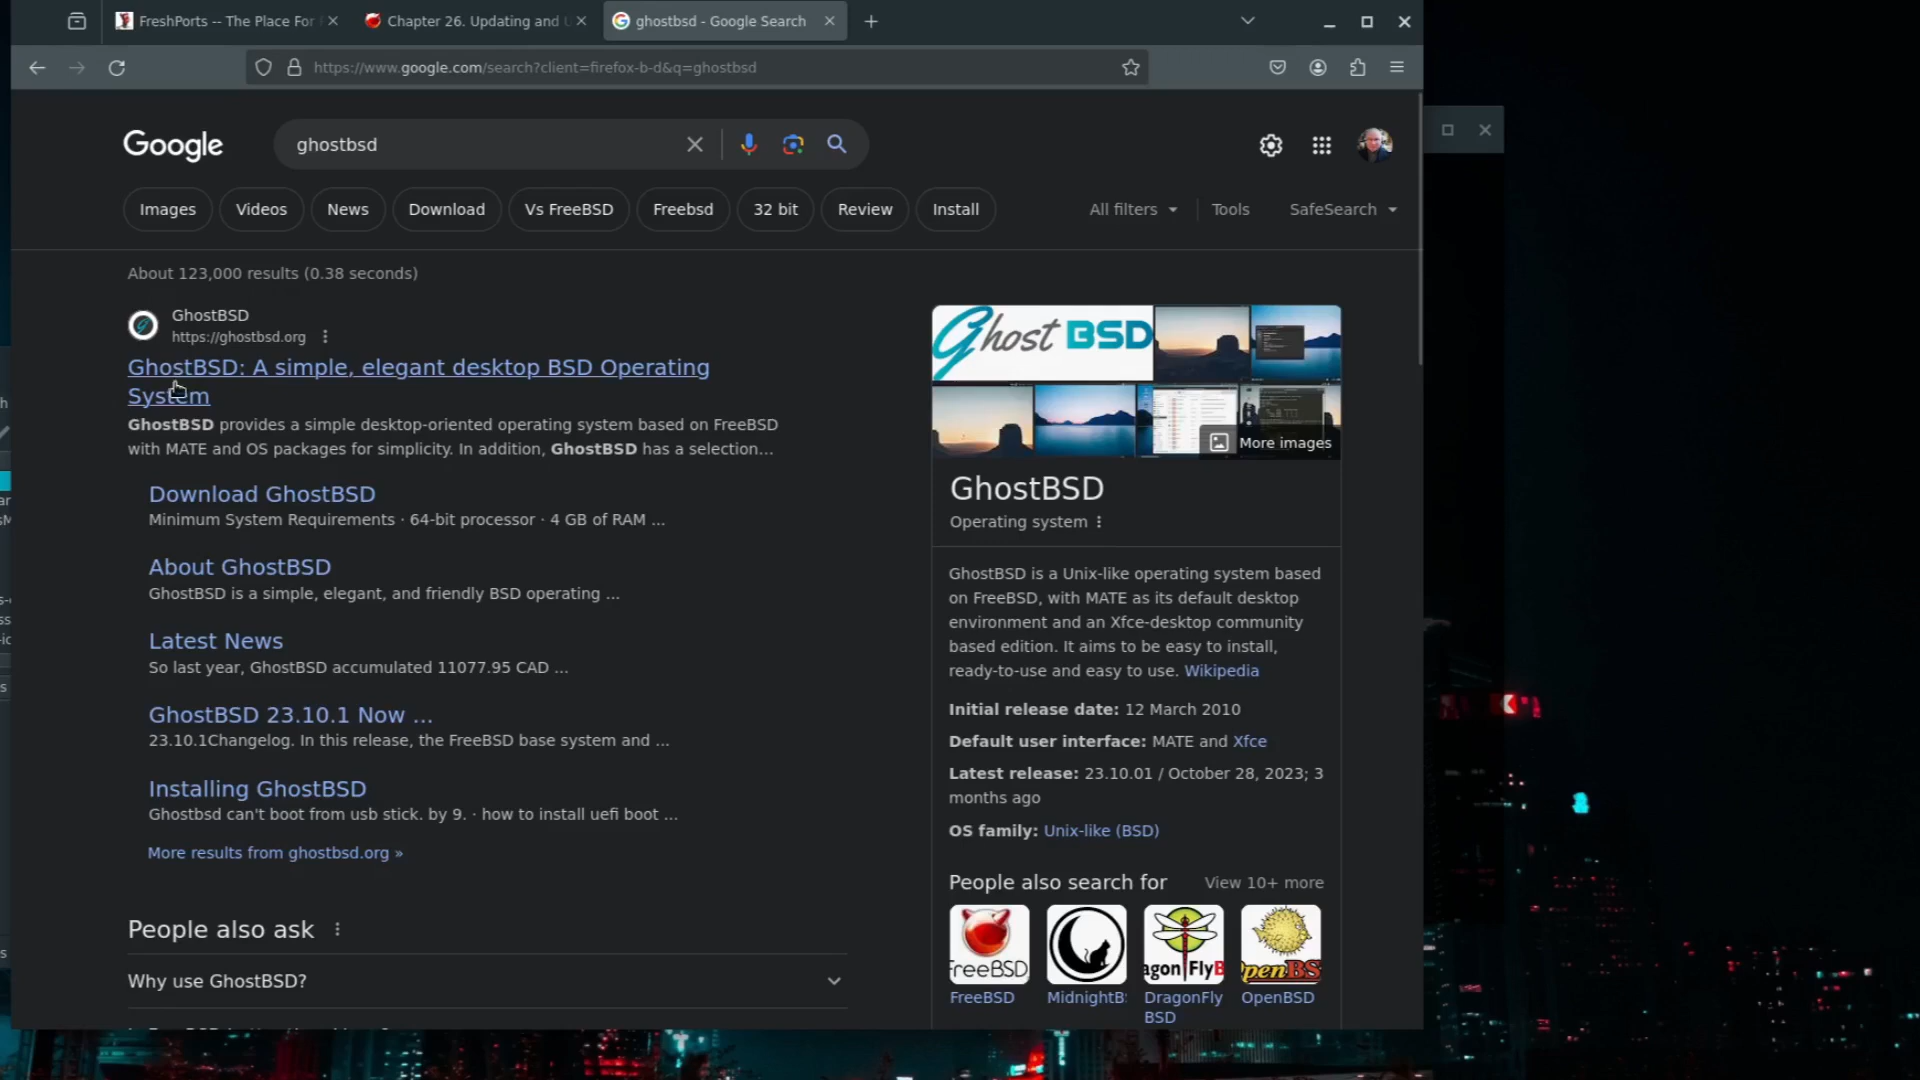 FreshPorts -- The Place For
Chapter 26. Updating and U
ghostbsd - Google Search
https://www.google.com/search?client=firefox-b-d&q=ghostbsd
Google
ghostbsd
Images
Videos
News
Download
Vs FreeBSD
Freebsd
32 bit
Review
Install
All filters
Tools
SafeSearch
About 123,000 results (0.38 seconds)
GhostBSD
https://ghostbsd.org
GhostBSD: A simple, elegant desktop BSD Operating
System
GhostBSD provides a simple desktop-oriented operating system based on FreeBSD
with MATE and OS packages for simplicity. In addition, GhostBSD has a selection...
Download GhostBSD
Minimum System Requirements · 64-bit processor · 4 GB of RAM ...
About GhostBSD
GhostBSD is a simple, elegant, and friendly BSD operating ...
Latest News
So last year, GhostBSD accumulated 11077.95 CAD ...
GhostBSD 23.10.1 Now ...
23.10.1Changelog. In this release, the FreeBSD base system and ...
Installing GhostBSD
Ghostbsd can't boot from usb stick. by 9. · how to install uefi boot ...
More results from ghostbsd.org »
People also ask
Why use GhostBSD?
Ghost BSD
More images
GhostBSD
Operating system
GhostBSD is a Unix-like operating system based
on FreeBSD, with MATE as its default desktop
environment and an Xfce-desktop community
based edition. It aims to be easy to install,
ready-to-use and easy to use. Wikipedia
Initial release date: 12 March 2010
Default user interface: MATE and Xfce
Latest release: 23.10.01 / October 28, 2023; 3
months ago
OS family: Unix-like (BSD)
People also search for
View 10+ more
FreeBSD
MidnightB
DragonFly
BSD
OpenBSD